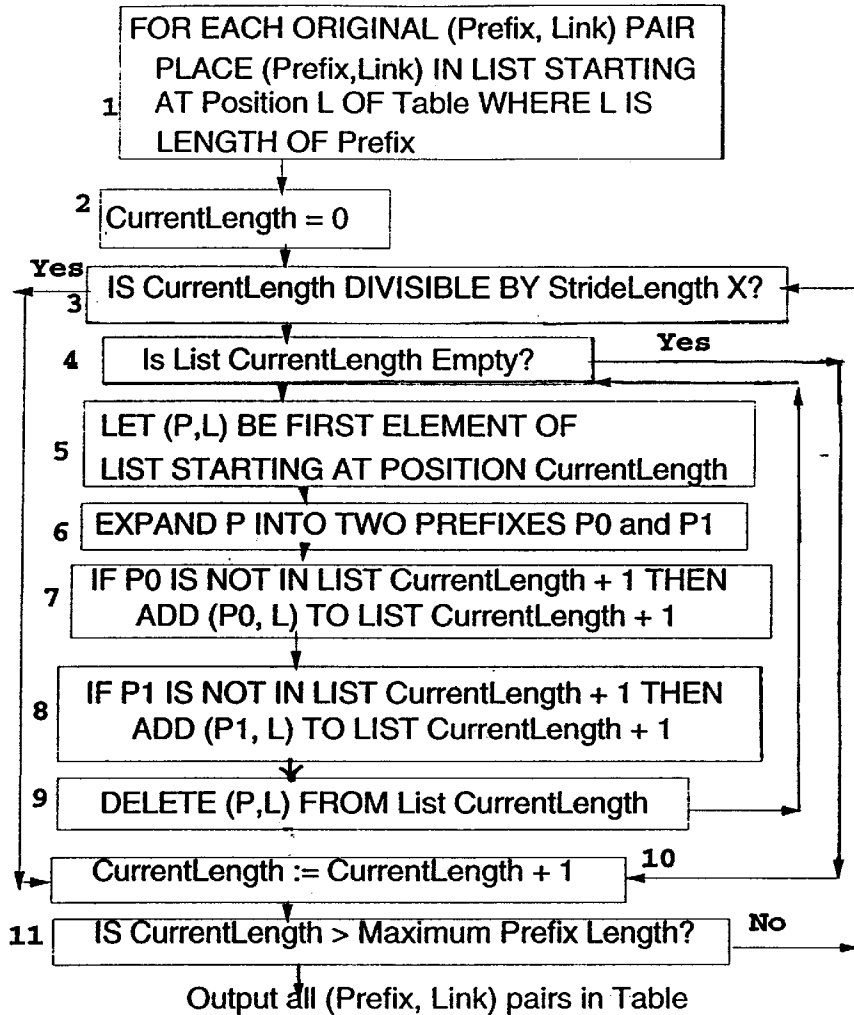 FOR EACH ORIGINAL (Prefix, Link) PAIR
PLACE (Prefix,Link) IN LIST STARTING
1 AT Position L OF Table WHERE L IS
LENGTH OF Prefix
2 CurrentLength = 0
Yes
3 IS CurrentLength DIVISIBLE BY StrideLength X?
4 Is List CurrentLength Empty? Yes
LET (P,L) BE FIRST ELEMENT OF
5 LIST STARTING AT POSITION CurrentLength
6 EXPAND P INTO TWO PREFIXES P0 and P1
7 IF P0 IS NOT IN LIST CurrentLength + 1 THEN
ADD (P0, L) TO LIST CurrentLength + 1
8 IF P1 IS NOT IN LIST CurrentLength + 1 THEN
ADD (P1, L) TO LIST CurrentLength + 1
9 DELETE (P,L) FROM List CurrentLength
CurrentLength := CurrentLength + 1 10
11 IS CurrentLength > Maximum Prefix Length? No
Output all (Prefix, Link) pairs in Table